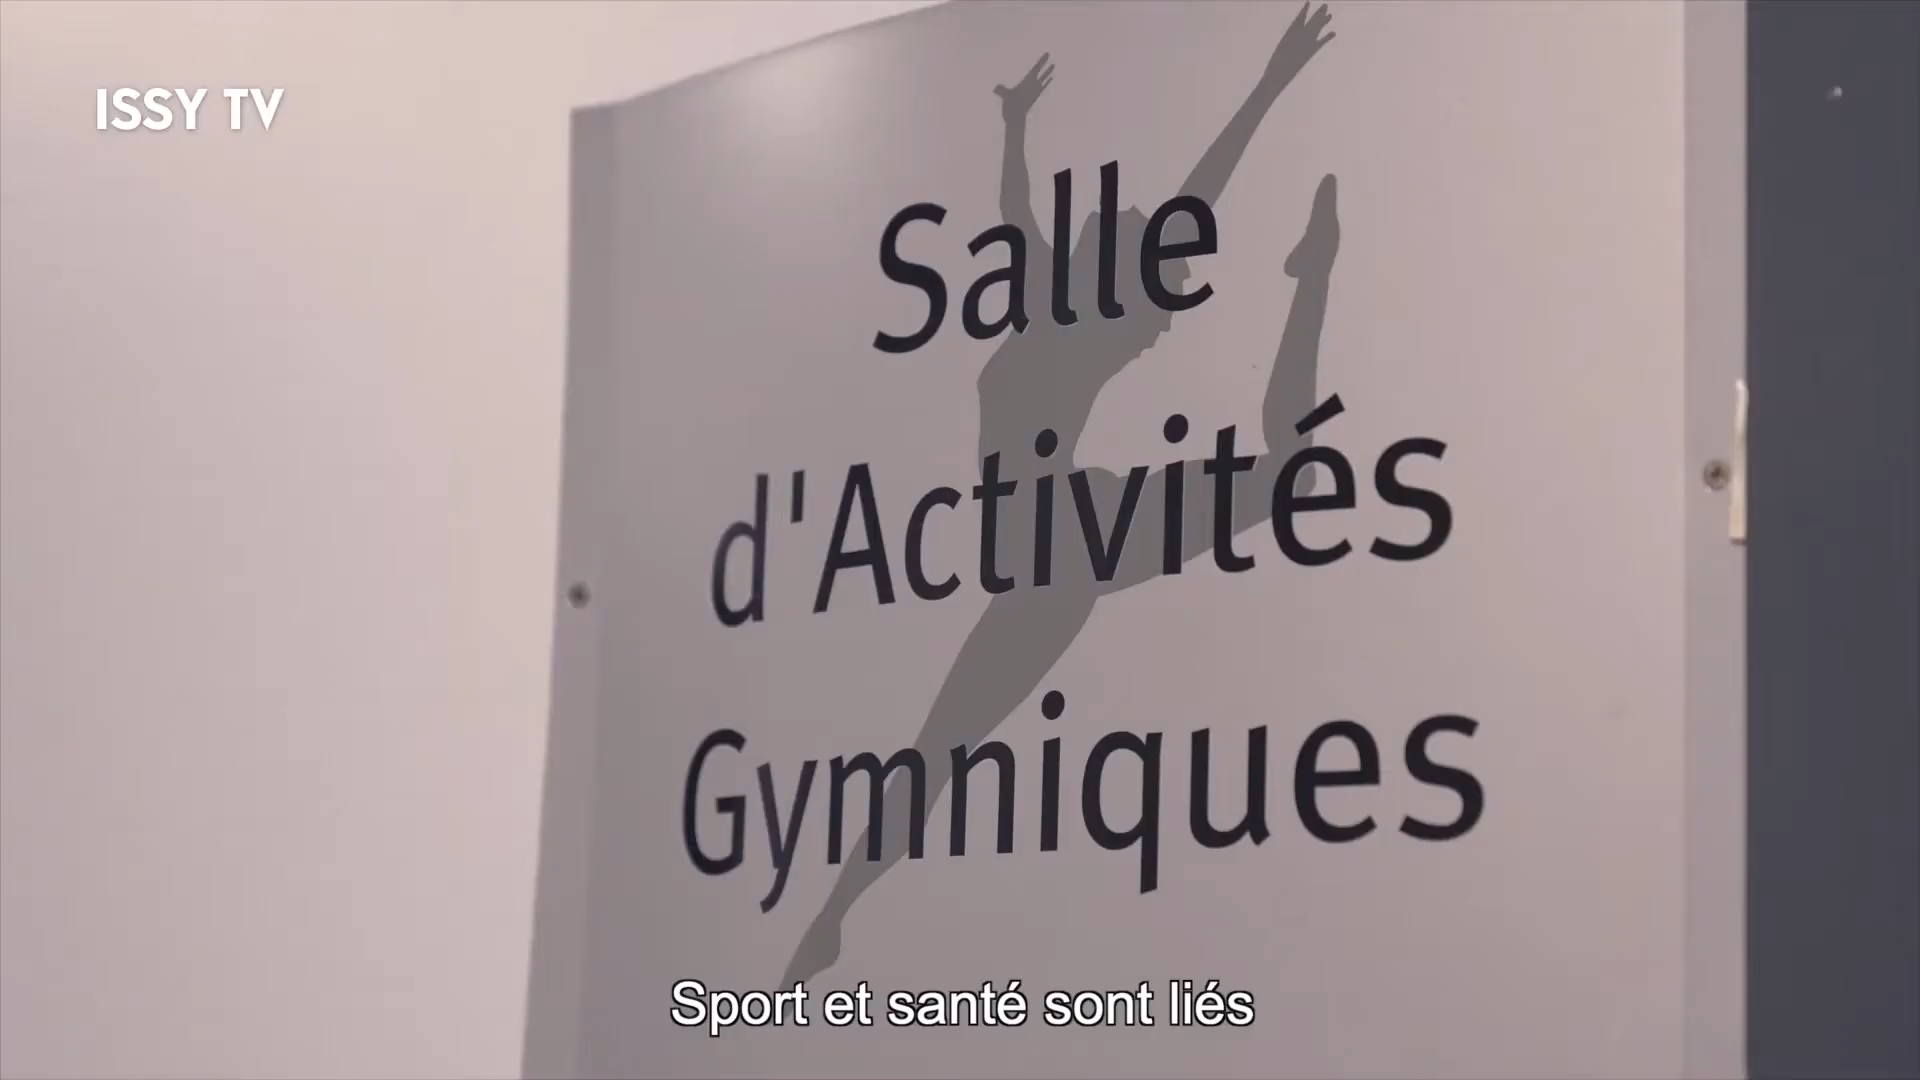 ISSY TV
Salle
d'Activités
Gymniques
Sport et santé sont liés